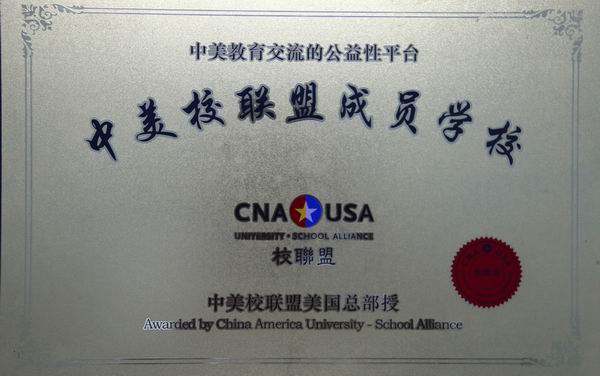 中美教育交流的公益性平台
中美校联盟成员学校
CNA USA
UNIVERSITY • SCHOOL ALLIANCE
校聯盟
CNA USA
中美校联盟美国总部授
Awarded by China America University - School Alliance